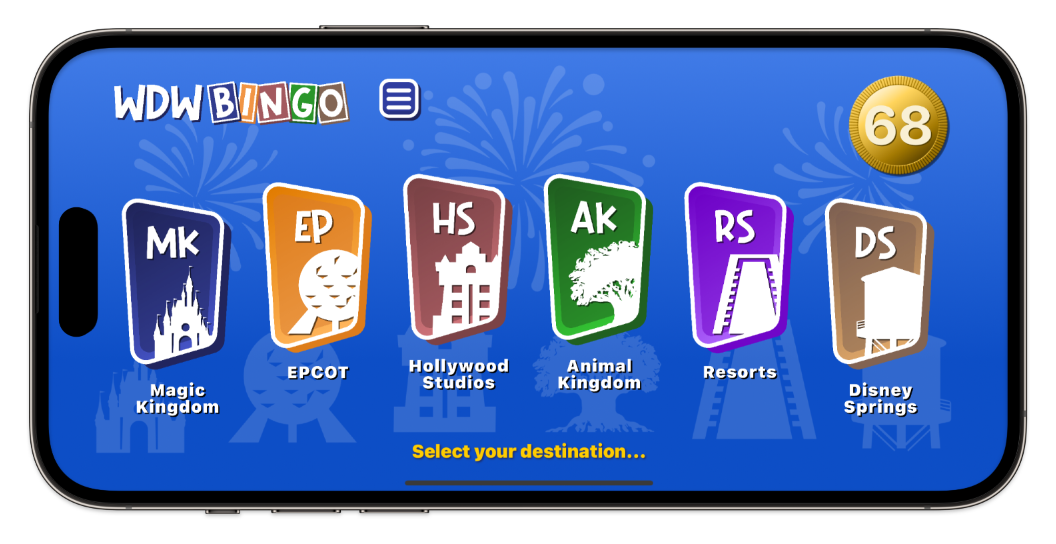 WDW BINGO
68
MK
EP
HS
AK
RS
DS
Magic
Kingdom
EPCOT
Hollywood
Studios
Animal
Kingdom
Resorts
Disney
Springs
Select your destination...